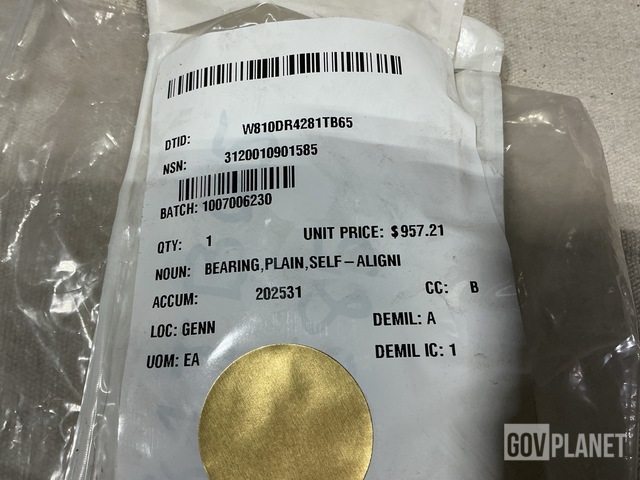 DTID: W810DR4281TB65
NSN: 3120010901585
BATCH: 1007006230
QTY: 1 UNIT PRICE: $957.21
NOUN: BEARING,PLAIN,SELF-ALIGNI
ACCUM: 202531 CC: B
LOC: GENN DEMIL: A
UOM: EA DEMIL IC: 1
GOVPLANET